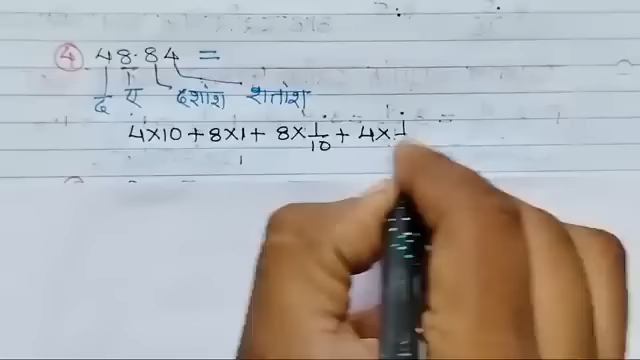 ④ 48.84 =
द ए दशांश शतांश
4×10 + 8×1 + 8×1/10 + 4×1